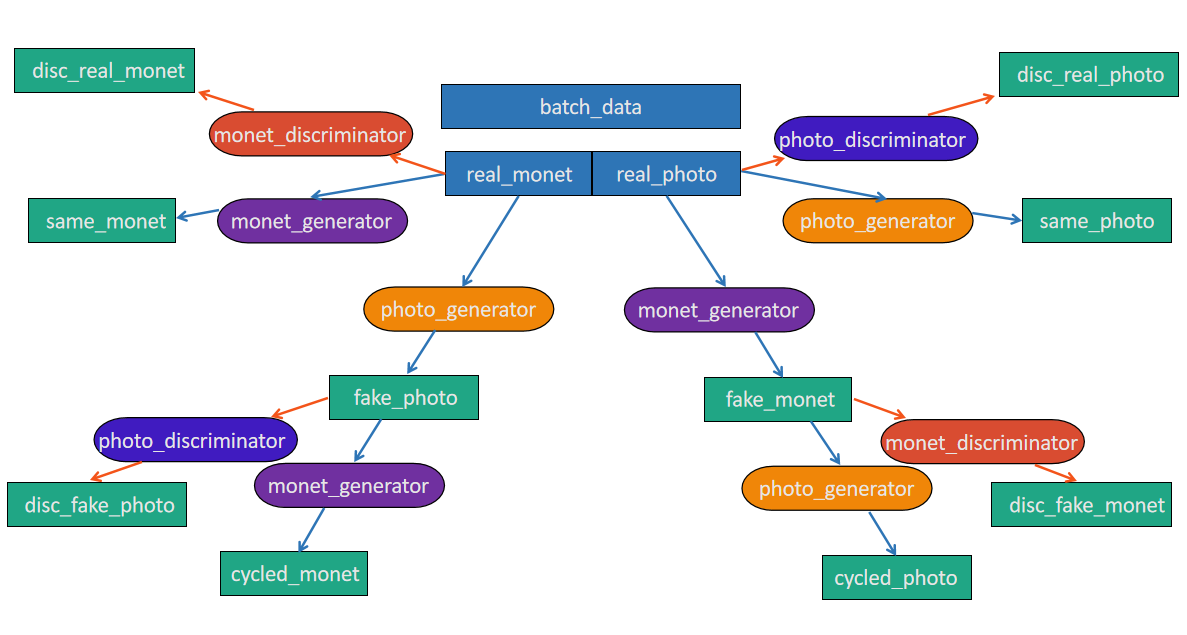 disc_real_monet
disc_real_photo
batch_data
monet_discriminator
photo_discriminator
real_monet
real_photo
same_monet
monet_generator
photo_generator
same_photo
photo_generator
monet_generator
fake_photo
fake_monet
photo_discriminator
monet_discriminator
monet_generator
photo_generator
disc_fake_photo
disc_fake_monet
cycled_monet
cycled_photo